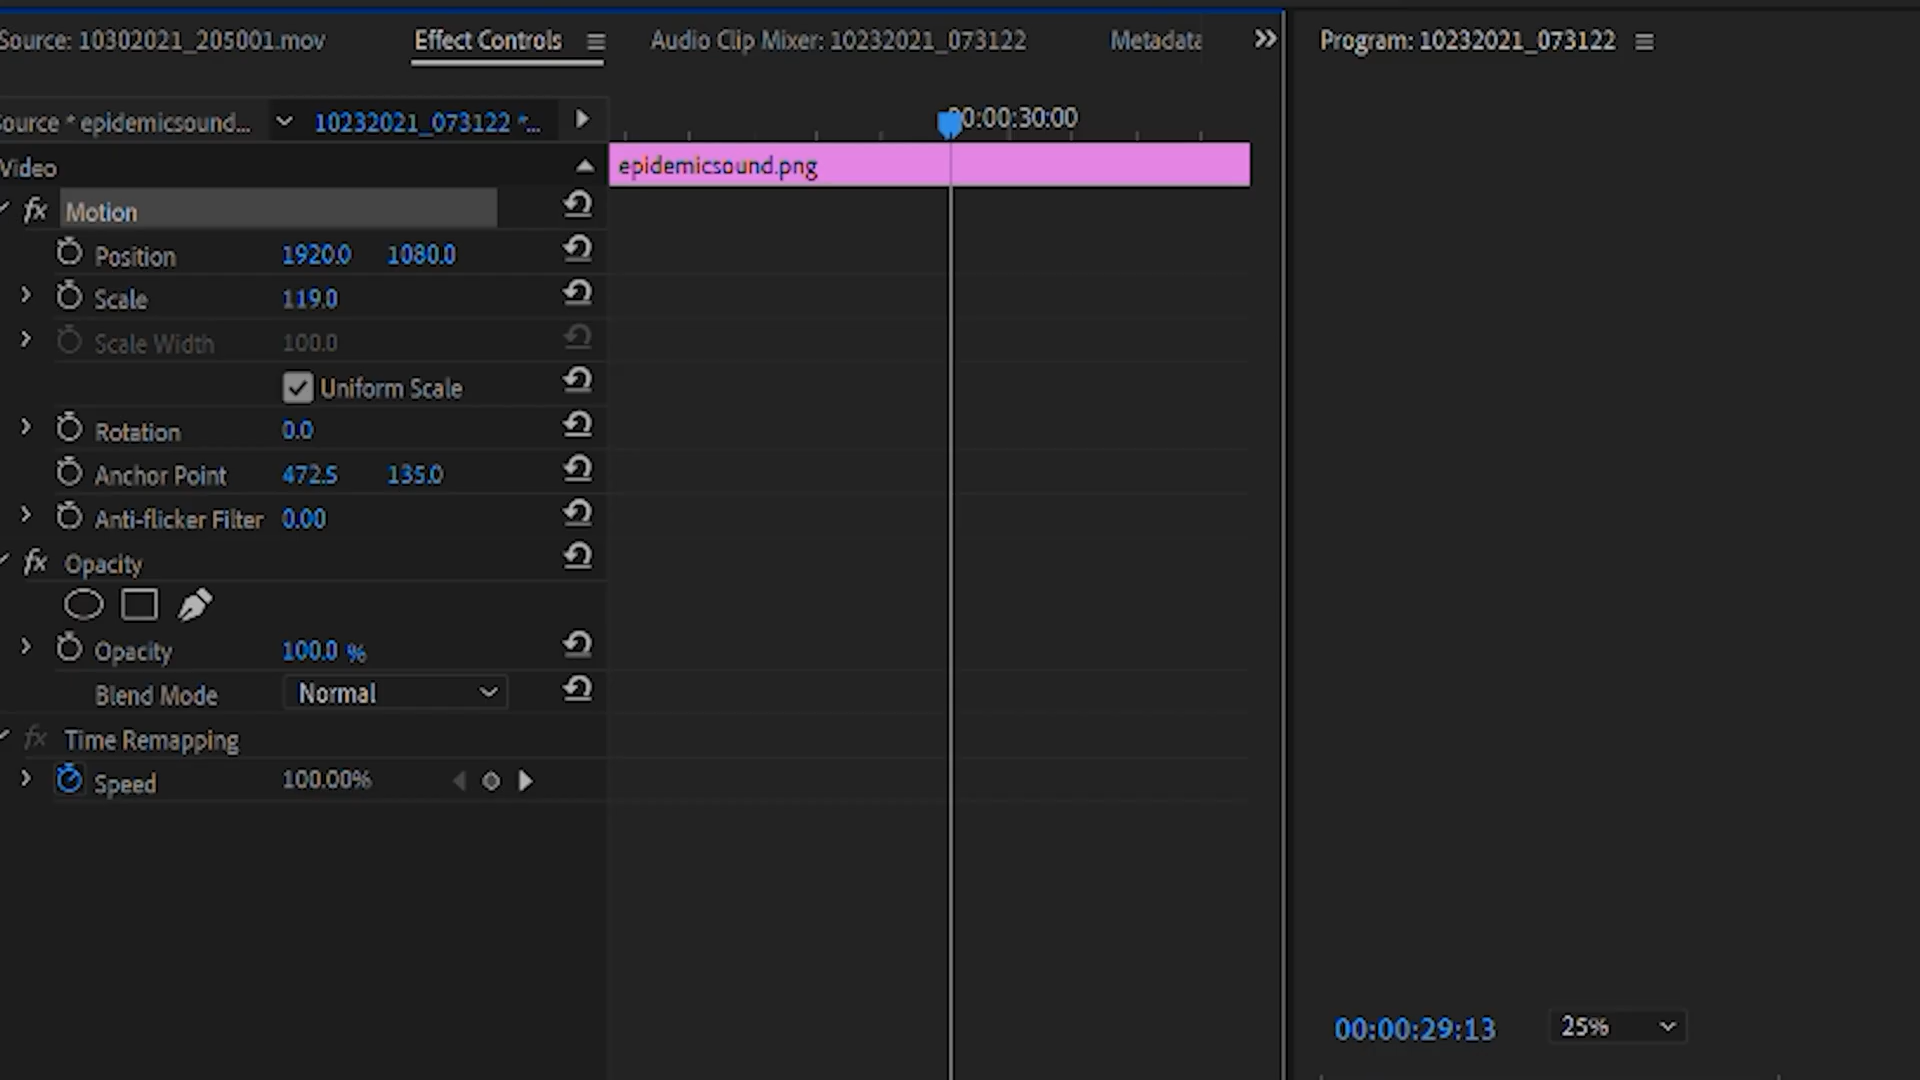 Source: 10302021_205001.mov
Effect Controls
Audio Clip Mixer: 10232021_073122
Metadata
Program: 10232021_073122
Source * epidemicsound...
10232021_073122 *...
00:00:30:00
Video
epidemicsound.png
fx Motion
Position 1920.0 1080.0
Scale 119.0
Scale Width 100.0
Uniform Scale
Rotation 0.0
Anchor Point 472.5 135.0
Anti-flicker Filter 0.00
fx Opacity
Opacity 100.0 %
Blend Mode Normal
fx Time Remapping
Speed 100.00%
00:00:29:13
25%